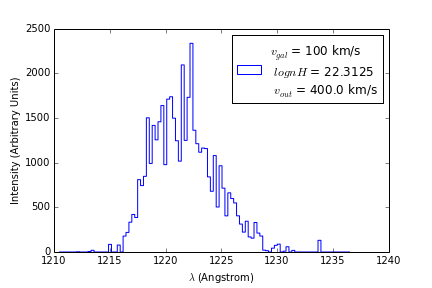 2500
2000
1500
1000
500
0
Intensity (Arbitrary Units)
v_gal = 100 km/s
lognH = 22.3125
v_out = 400.0 km/s
1210 1215 1220 1225 1230 1235 1240
λ (Angstrom)